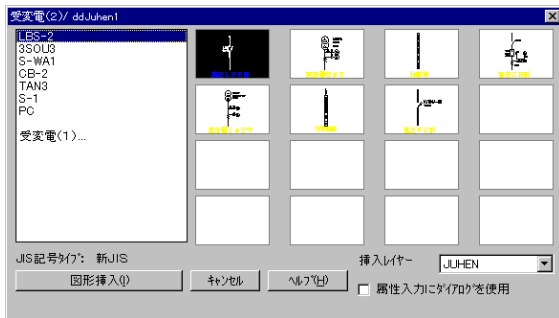 受変電(2)/ ddJuhen1
LBS-2
3SOU3
S-WA1
CB-2
TAN3
S-1
PC
受変電(1)...
JIS記号ﾀｲﾌﾟ: 新JIS
挿入ﾚｲﾔｰ
JUHEN
図形挿入(I)
ｷｬﾝｾﾙ
ﾍﾙﾌﾟ(H)
属性入力にﾀﾞｲｱﾛｸﾞを使用